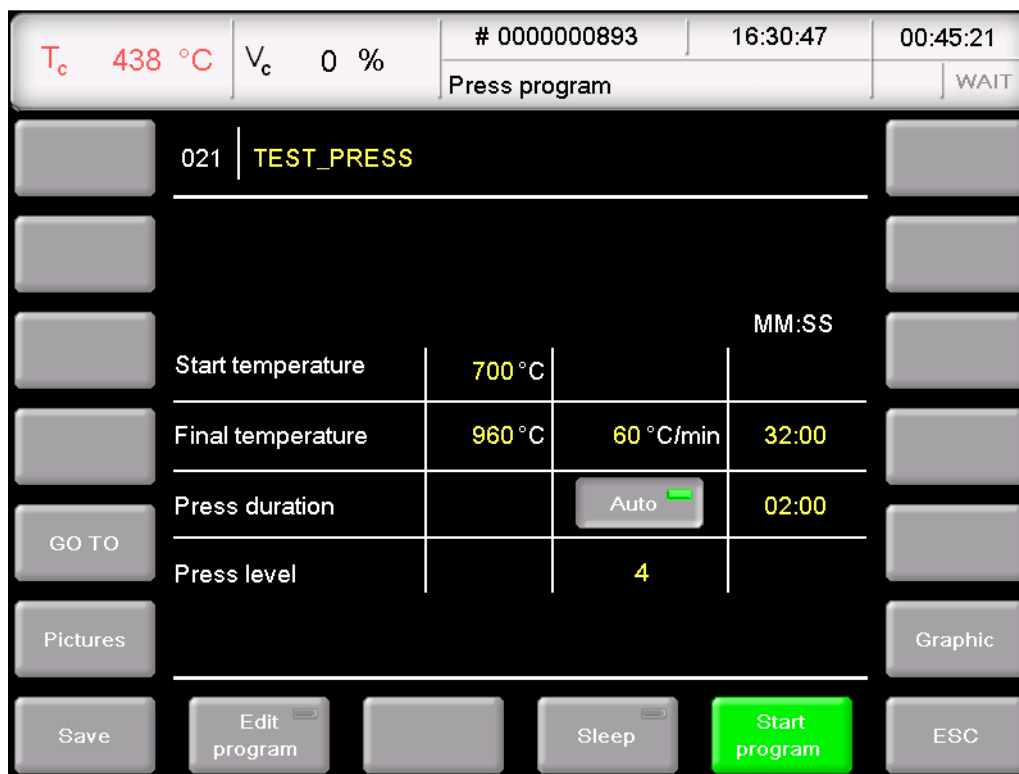 T_c 438 °C
V_c 0 %
# 0000000893
16:30:47
00:45:21
Press program
WAIT
021
TEST_PRESS
MM:SS
Start temperature 700 °C
Final temperature 960 °C 60 °C/min 32:00
Press duration Auto 02:00
GO TO
Press level 4
Pictures
Graphic
Save
Edit
program
Sleep
Start
program
ESC